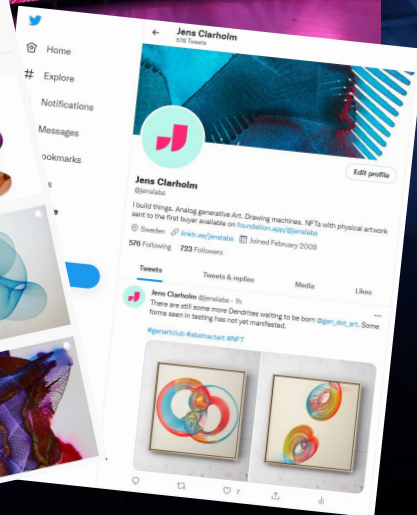 Home
Explore
Notifications
Messages
ookmarks
s
e
Jens Clarholm
578 Tweets
Edit profile
Jens Clarholm
@jenslabs
I build things. Analog generative Art. Drawing machines. NFTs with physical artwork
sent to the first buyer available on foundation.app/@jenslabs
Sweden linktr.ee/jenslabs Joined February 2009
576 Following 723 Followers
Tweets Tweets & replies Media Likes
Jens Clarholm @jenslabs · 1h
There are still some more Dendrites waiting to be born @gen_dot_art. Some
forms seen in testing has not yet manifested.
#genartclub #abstractart #NFT
7